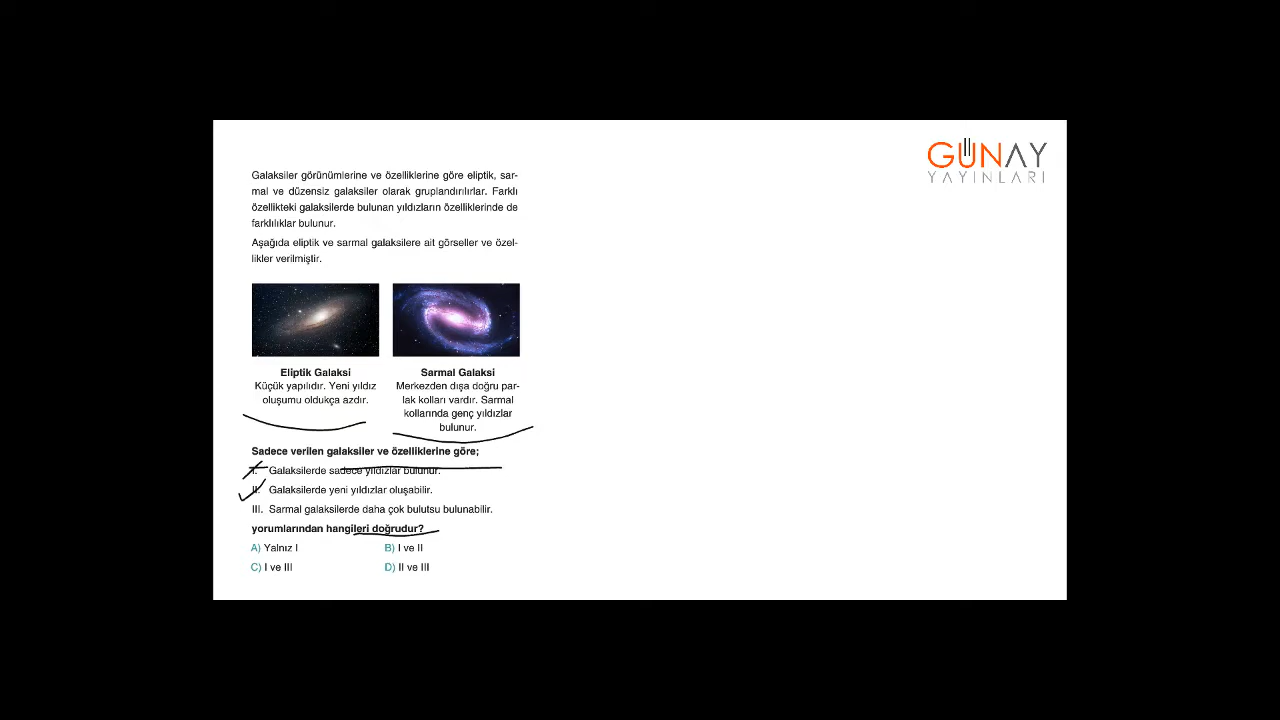 GÜNAY
YAYINLARI
Galaksiler görünümlerine ve özelliklerine göre eliptik, sar-
mal ve düzensiz galaksiler olarak gruplandırılırlar. Farklı
özellikteki galaksilerde bulunan yıldızların özelliklerinde de
farklılıklar bulunur.
Aşağıda eliptik ve sarmal galaksilere ait görseller ve özel-
likler verilmiştir.
Eliptik Galaksi
Küçük yapılıdır. Yeni yıldız
oluşumu oldukça azdır.
Sarmal Galaksi
Merkezden dışa doğru par-
lak kolları vardır. Sarmal
kollarında genç yıldızlar
bulunur.
Sadece verilen galaksiler ve özelliklerine göre;
I. Galaksilerde sadece yıldızlar bulunur.
II. Galaksilerde yeni yıldızlar oluşabilir.
III. Sarmal galaksilerde daha çok bulutsu bulunabilir.
yorumlarından hangileri doğrudur?
A) Yalnız I
B) I ve II
C) I ve III
D) II ve III